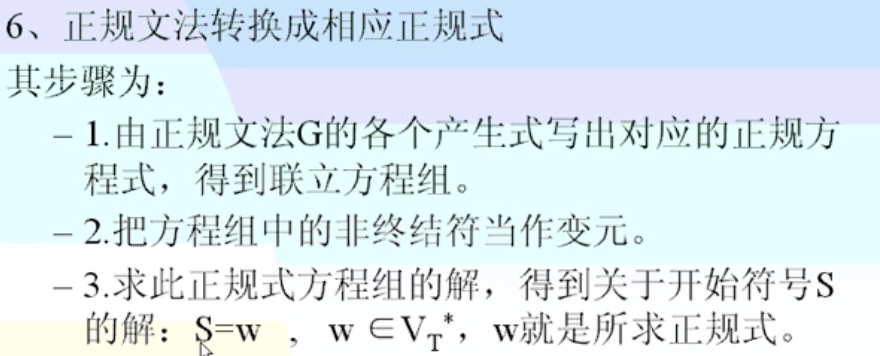 6、正规文法转换成相应正规式
其步骤为：
– 1.由正规文法G的各个产生式写出对应的正规方
程式，得到联立方程组。
– 2.把方程组中的非终结符当作变元。
– 3.求此正规式方程组的解，得到关于开始符号S
的解：S=w ， w ∈V_T*，w就是所求正规式。